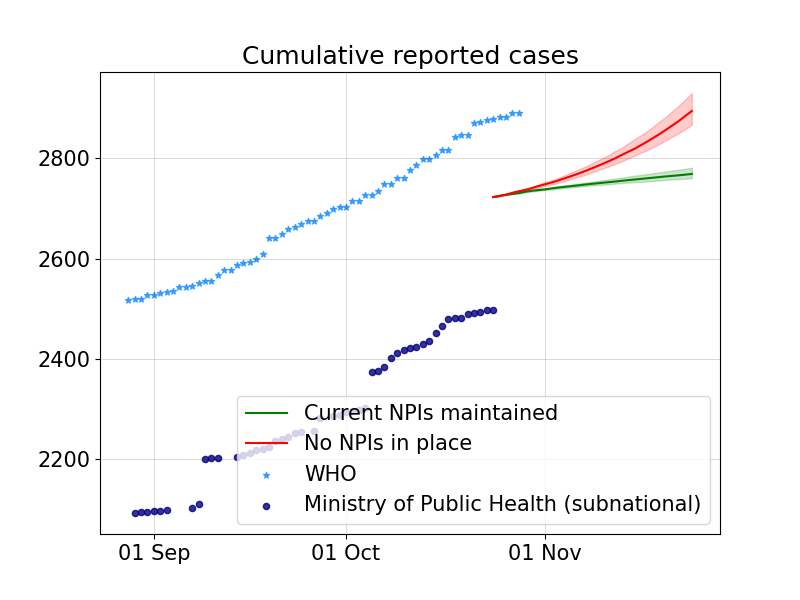 Cumulative reported cases
2800
2600
2400
2200
Current NPIs maintained
No NPIs in place
WHO
Ministry of Public Health (subnational)
01 Sep
01 Oct
01 Nov